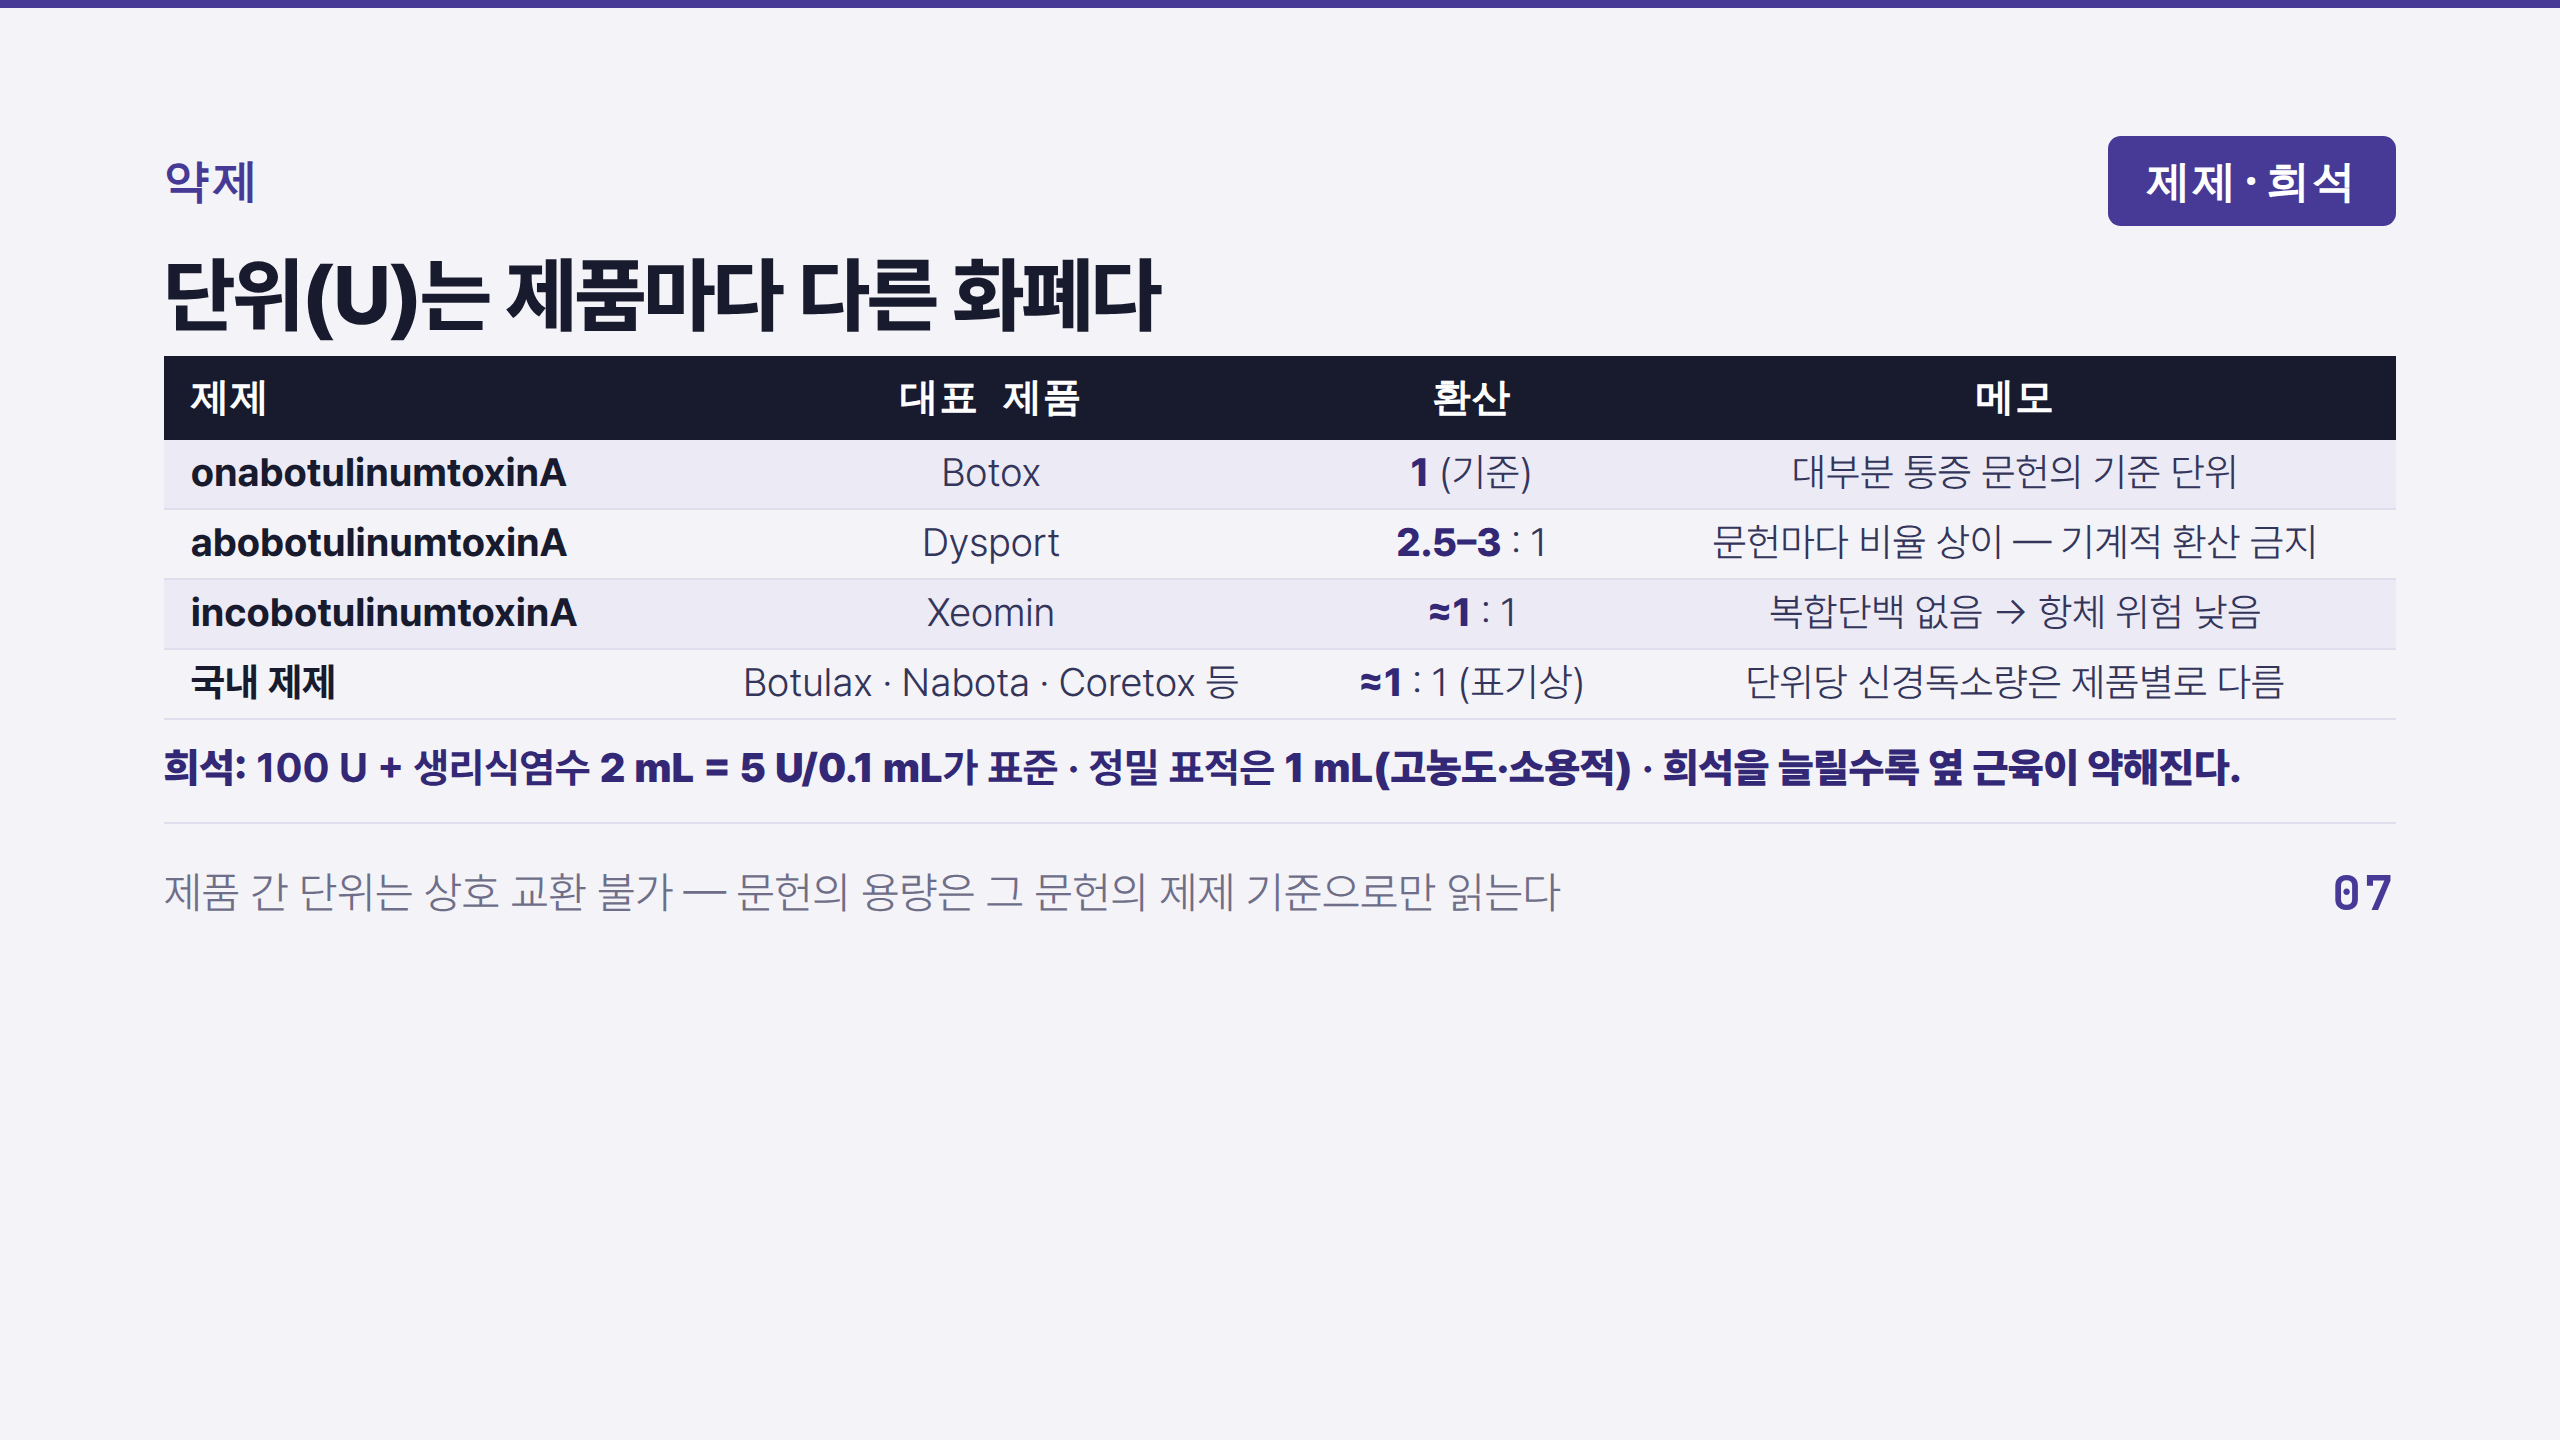 약제
제제·희석
단위(U)는 제품마다 다른 화폐다
제제 대표 제품 환산 메모
onabotulinumtoxinA Botox 1 (기준) 대부분 통증 문헌의 기준 단위
abobotulinumtoxinA Dysport 2.5–3 : 1 문헌마다 비율 상이 — 기계적 환산 금지
incobotulinumtoxinA Xeomin ≈1 : 1 복합단백 없음 → 항체 위험 낮음
국내 제제 Botulax · Nabota · Coretox 등 ≈1 : 1 (표기상) 단위당 신경독소량은 제품별로 다름
희석: 100 U + 생리식염수 2 mL = 5 U/0.1 mL가 표준 · 정밀 표적은 1 mL(고농도·소용적) · 희석을 늘릴수록 옆 근육이 약해진다.
제품 간 단위는 상호 교환 불가 — 문헌의 용량은 그 문헌의 제제 기준으로만 읽는다
07